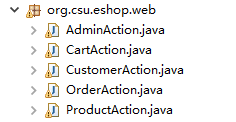 org.csu.eshop.web
AdminAction.java
CartAction.java
CustomerAction.java
OrderAction.java
ProductAction.java